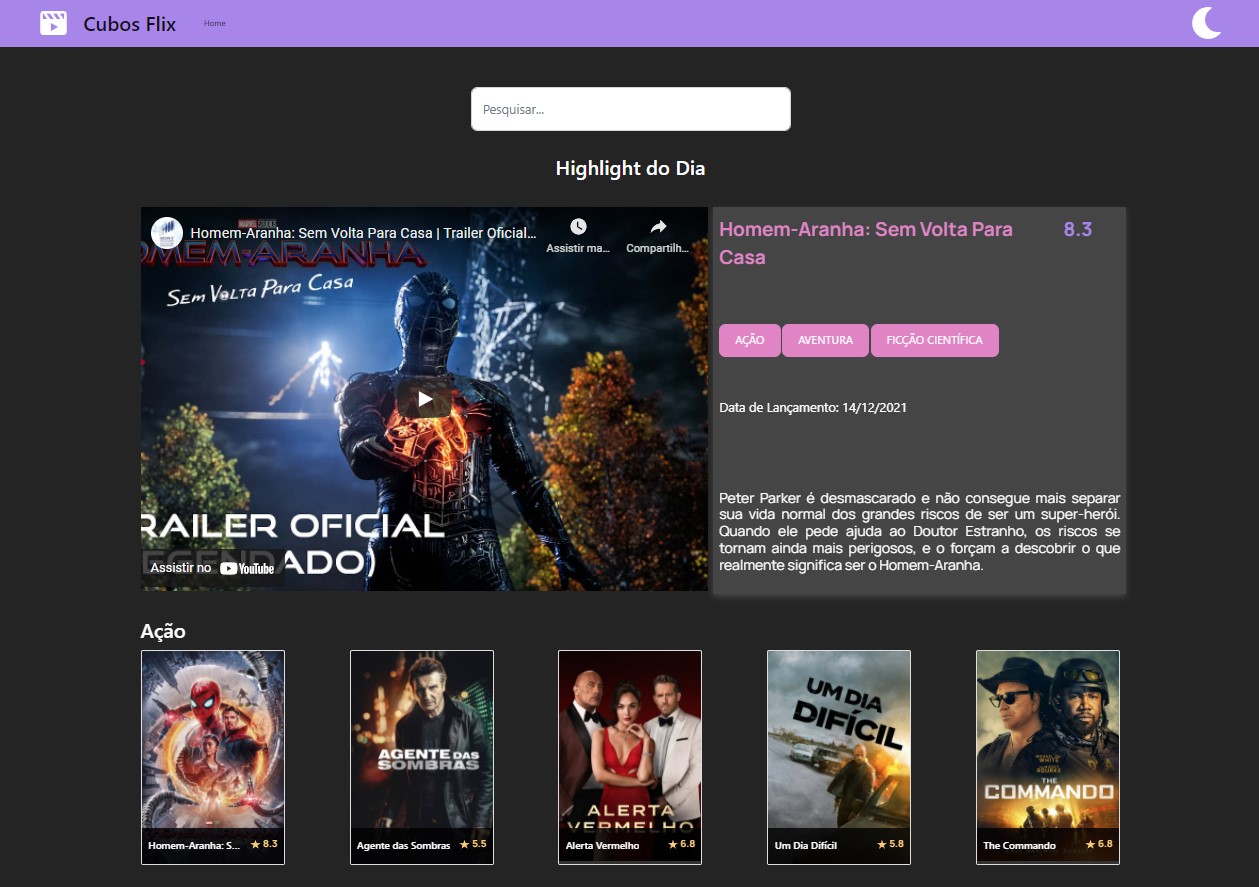 Cubos Flix
Home
Pesquisar...
Highlight do Dia
Homem-Aranha: Sem Volta Para Casa | Trailer Oficial...
Assistir ma...
Compartilh...
MARVEL STUDIOS
OMEM-ARANHA
SEM VOLTA PARA CASA
RAILER OFICIAL
EGENDADO)
Assistir no YouTube
Homem-Aranha: Sem Volta Para
Casa
8.3
AÇÃO
AVENTURA
FICÇÃO CIENTÍFICA
Data de Lançamento: 14/12/2021
Peter Parker é desmascarado e não consegue mais separar
sua vida normal dos grandes riscos de ser um super-herói.
Quando ele pede ajuda ao Doutor Estranho, os riscos se
tornam ainda mais perigosos, e o forçam a descobrir o que
realmente significa ser o Homem-Aranha.
Ação
Homem-Aranha: S...
★ 8.3
AGENTE DAS
SOMBRAS
Agente das Sombras
★ 5.5
ALERTA
VERMELHO
Alerta Vermelho
★ 6.8
UM DIA
DIFÍCIL
Um Dia Difícil
★ 5.8
THE
COMMANDO
The Commando
★ 6.8